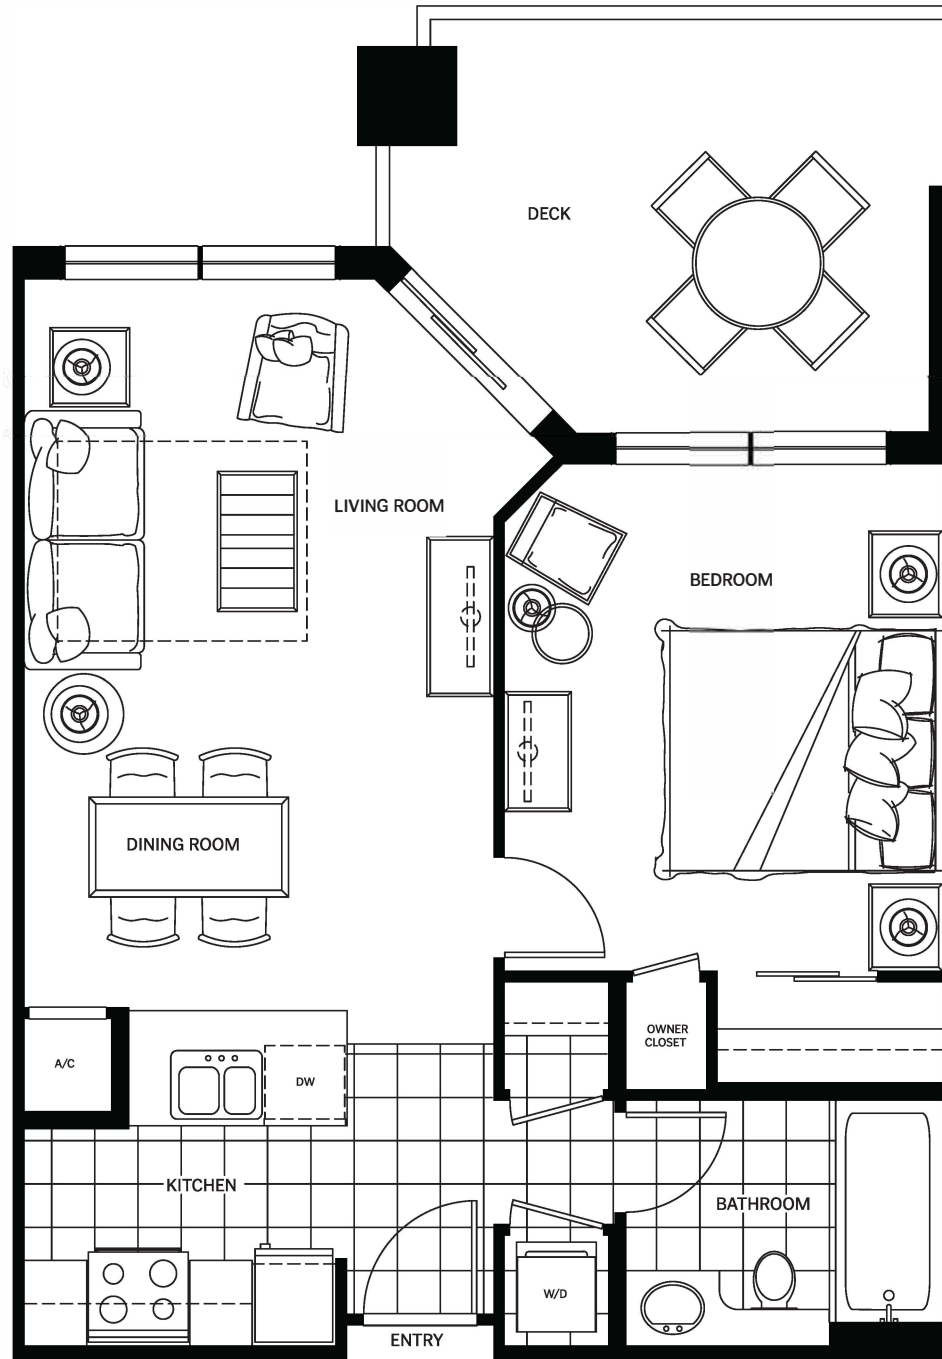 DECK
LIVING ROOM
BEDROOM
DINING ROOM
OWNER
CLOSET
A/C
DW
KITCHEN
BATHROOM
W/D
ENTRY